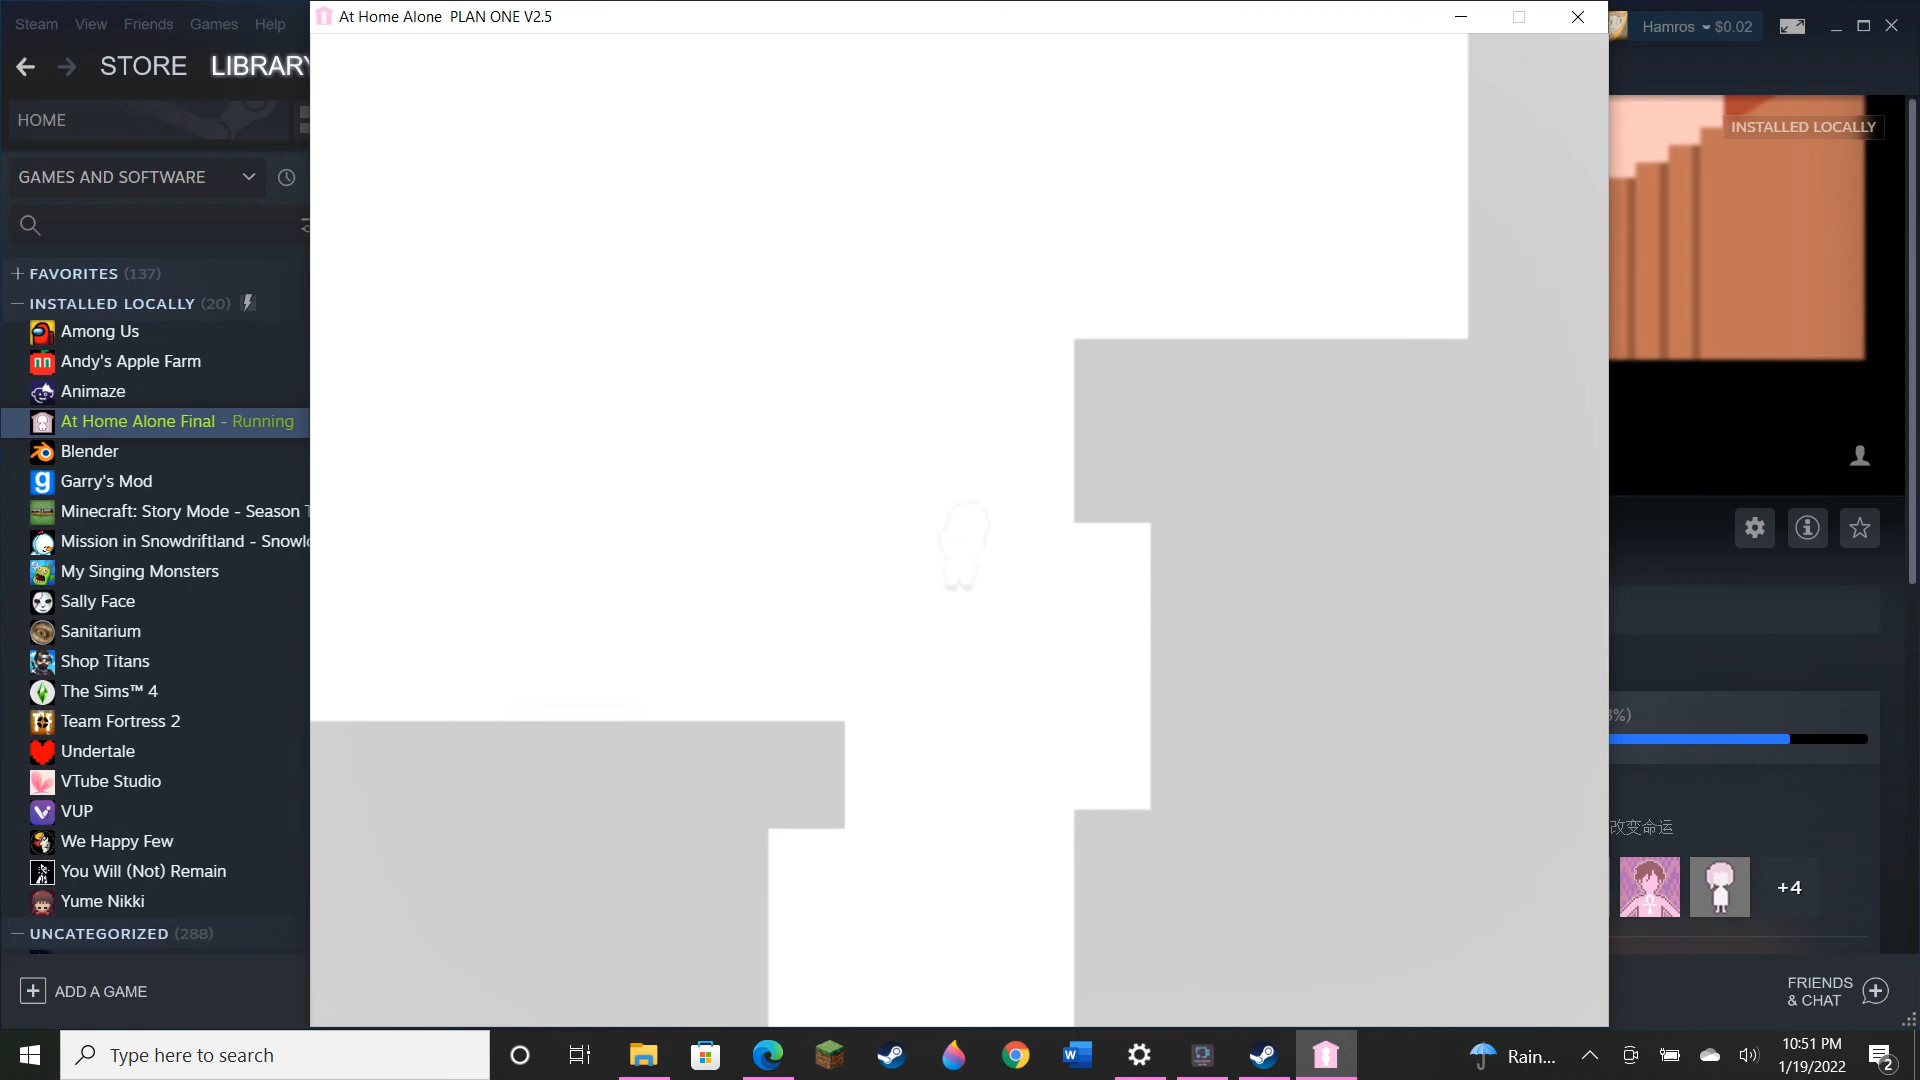 Steam View Friends Games Help
At Home Alone PLAN ONE V2.5
Hamros $0.02
STORE LIBRARY
HOME
INSTALLED LOCALLY
GAMES AND SOFTWARE
FAVORITES (137)
INSTALLED LOCALLY (20)
Among Us
Andy's Apple Farm
Animaze
At Home Alone Final - Running
Blender
Garry's Mod
Minecraft: Story Mode - Season T
Mission in Snowdriftland - Snowlo
My Singing Monsters
Sally Face
Sanitarium
Shop Titans
The Sims™ 4
Team Fortress 2
Undertale
VTube Studio
VUP
We Happy Few
You Will (Not) Remain
Yume Nikki
UNCATEGORIZED (288)
%)
改变命运
+4
ADD A GAME
FRIENDS
& CHAT
Type here to search
Rain...
10:51 PM
1/19/2022
2